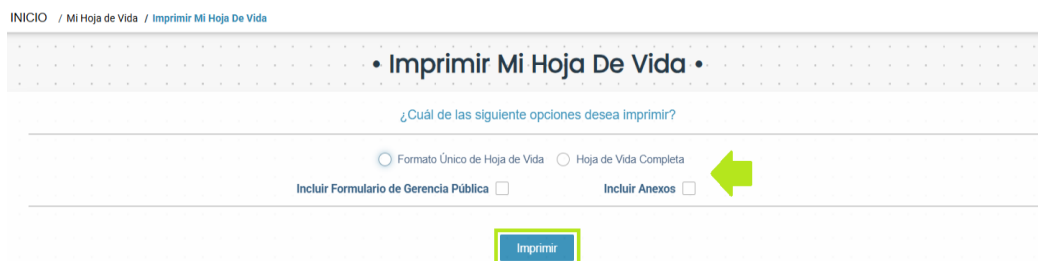 INICIO / Mi Hoja de Vida / Imprimir Mi Hoja De Vida
• Imprimir Mi Hoja De Vida •
¿Cuál de las siguiente opciones desea imprimir?
Formato Único de Hoja de Vida Hoja de Vida Completa
Incluir Formulario de Gerencia Pública Incluir Anexos
Imprimir